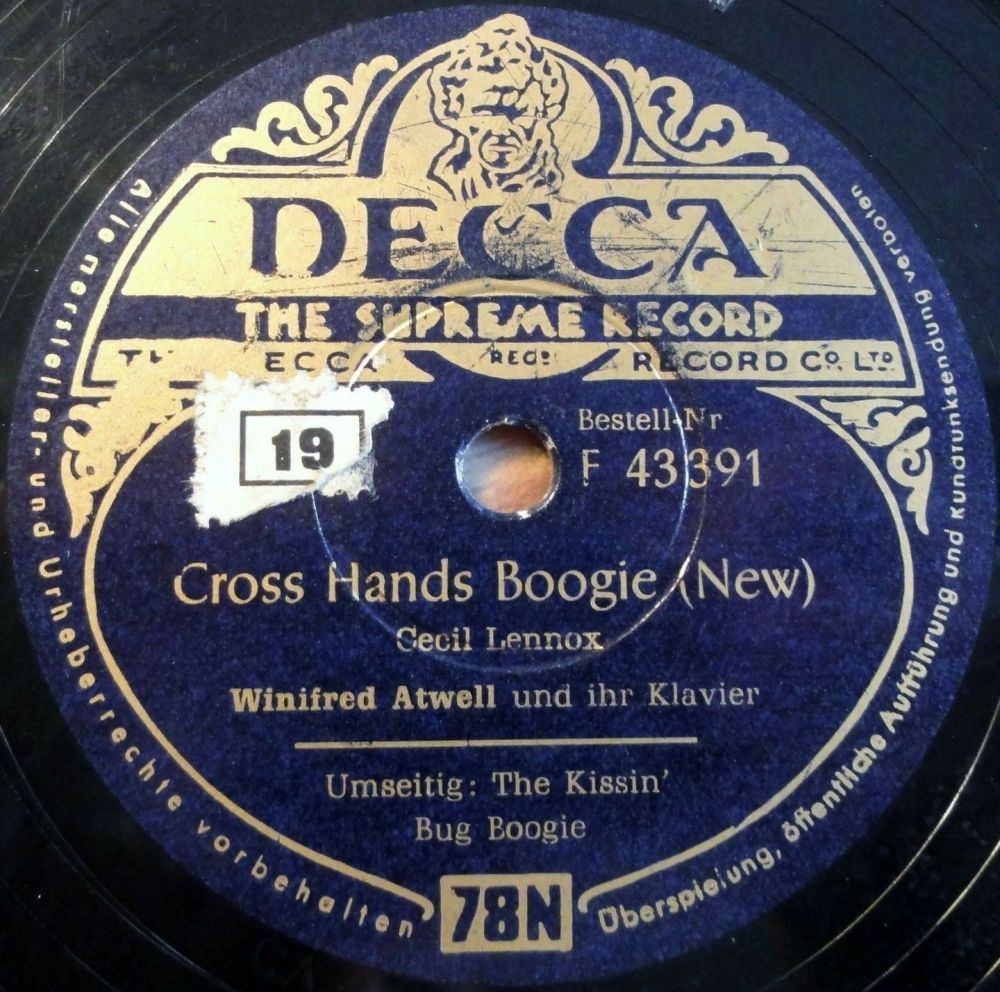 DECCA
THE SUPREME RECORD
ECCA REGD RECORD CO. LTD
19
Bestell-Nr
F 43391
Cross Hands Boogie (New)
Cecil Lennox
Winifred Atwell und ihr Klavier
Umseitig: The Kissin'
Bug Boogie
78N
Alle Hersteller- und Urheberrechte vorbehalten
Überspielung, öffentliche Aufführung und Rundfunksendung verboten